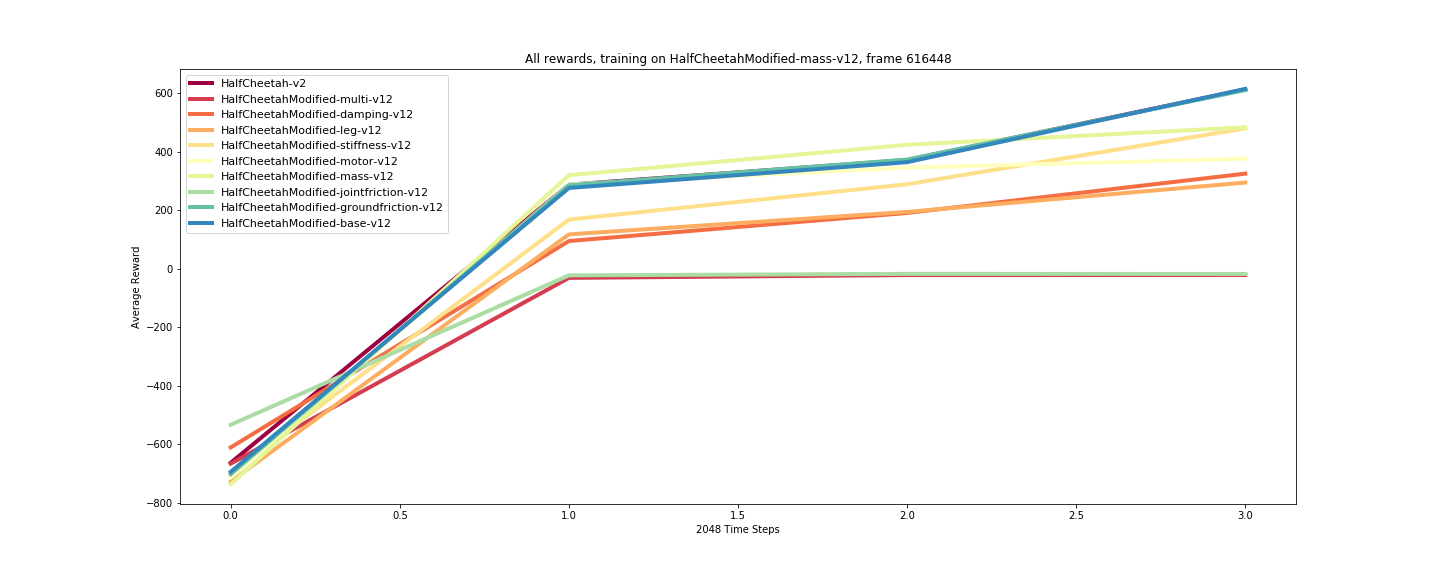 All rewards, training on HalfCheetahModified-mass-v12, frame 616448
HalfCheetah-v2
HalfCheetahModified-multi-v12
HalfCheetahModified-damping-v12
HalfCheetahModified-leg-v12
HalfCheetahModified-stiffness-v12
HalfCheetahModified-motor-v12
HalfCheetahModified-mass-v12
HalfCheetahModified-jointfriction-v12
HalfCheetahModified-groundfriction-v12
HalfCheetahModified-base-v12
Average Reward
600
400
200
0
−200
−400
−600
−800
0.0 0.5 1.0 1.5 2.0 2.5 3.0
2048 Time Steps